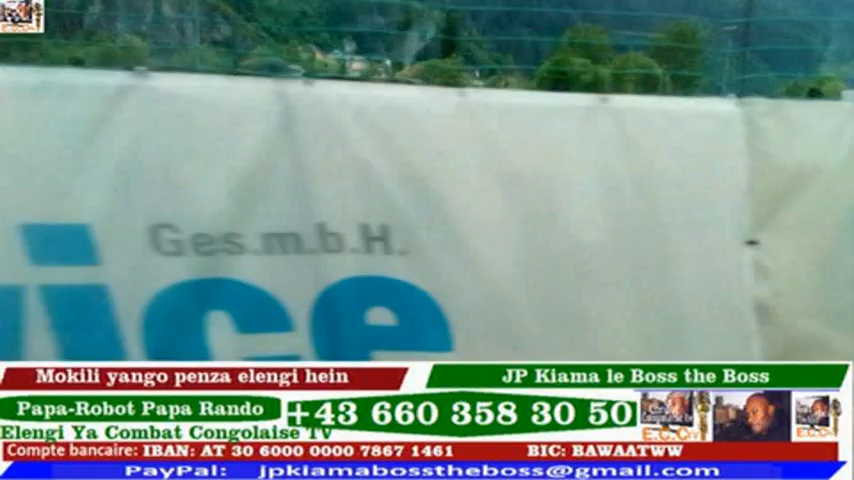 E.C.C
Ges.m.b.H.
ice
Mokili yango penza elengi hein
JP Kiama le Boss the Boss
Papa-Robot Papa Rando
+43 660 358 30 50
Elengi Ya Combat Congolaise TV
E.C.C
E.C.C
Compte bancaire: IBAN: AT 30 6000 0000 7867 1461
BIC: BAWAATWW
PayPal: jpkiamabosstheboss@gmail.com